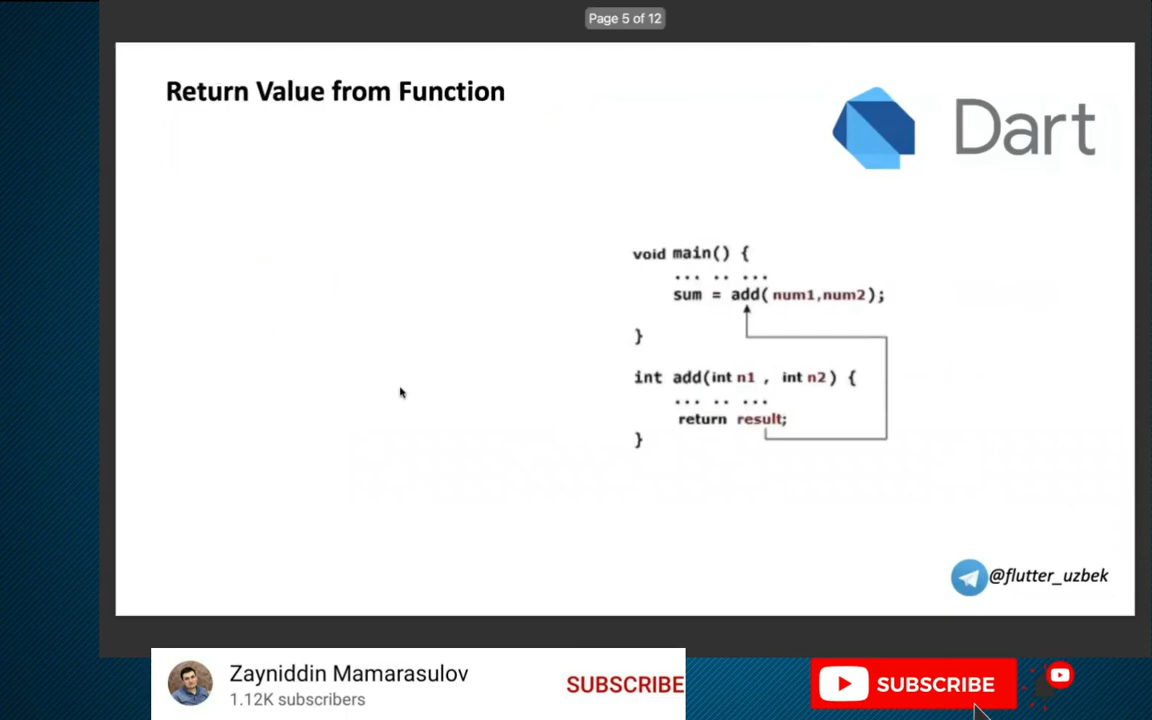 Page 5 of 12
Return Value from Function
Dart
void main() {
... .. ...
sum = add( num1,num2);
}
int add(int n1 , int n2) {
... .. ...
return result;
}
@flutter_uzbek
Zayniddin Mamarasulov
1.12K subscribers
SUBSCRIBE
SUBSCRIBE